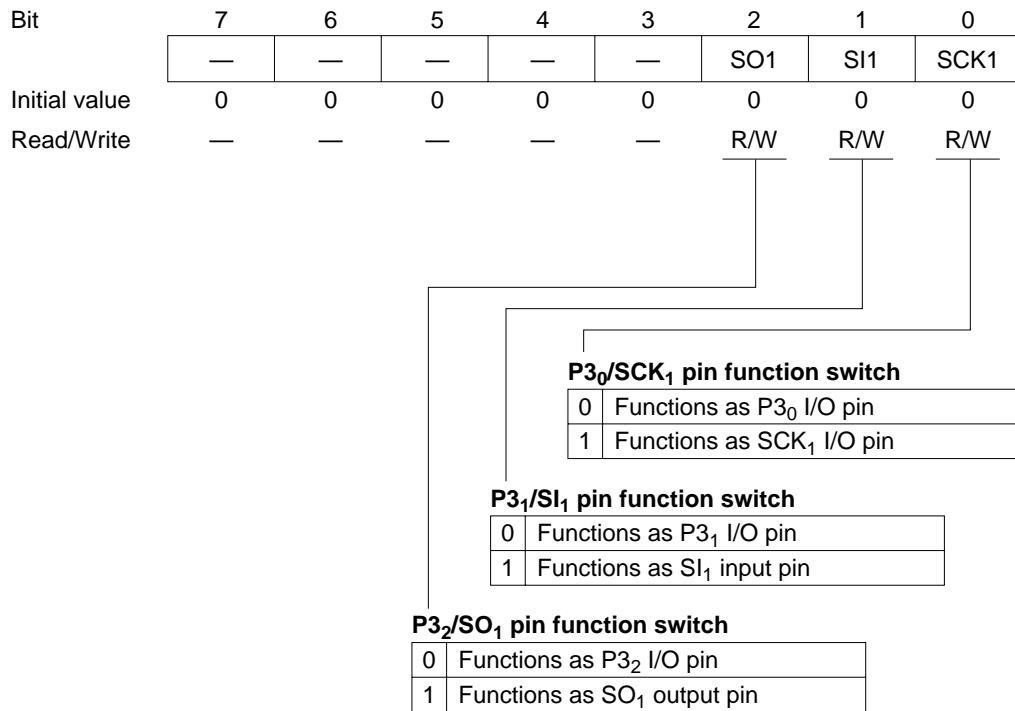 Bit 7 6 5 4 3 2 1 0
— — — — — SO1 SI1 SCK1
Initial value 0 0 0 0 0 0 0 0
Read/Write — — — — — R/W R/W R/W
P3₀/SCK₁ pin function switch
0 Functions as P3₀ I/O pin
1 Functions as SCK₁ I/O pin
P3₁/SI₁ pin function switch
0 Functions as P3₁ I/O pin
1 Functions as SI₁ input pin
P3₂/SO₁ pin function switch
0 Functions as P3₂ I/O pin
1 Functions as SO₁ output pin